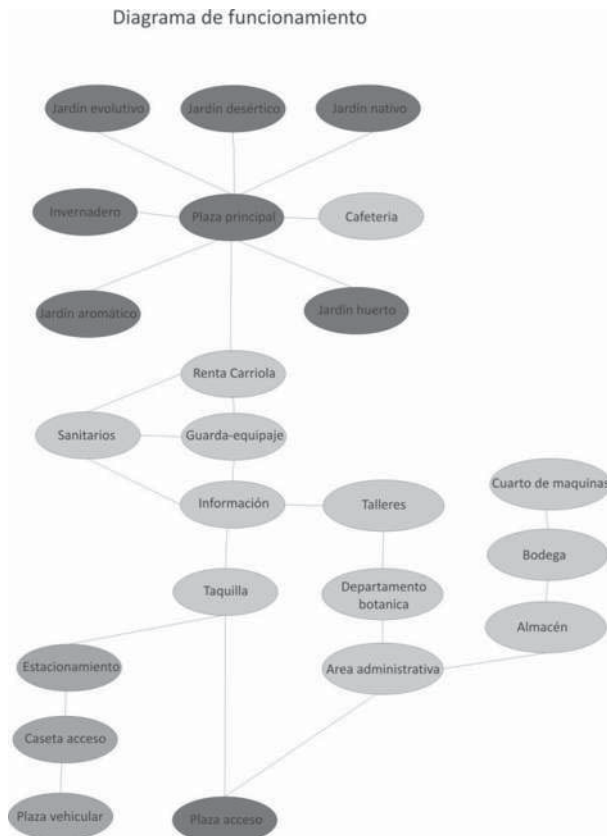 Diagrama de funcionamiento
Jardín evolutivo
Jardín desértico
Jardín nativo
Invernadero
Plaza principal
Cafeteria
Jardín aromático
Jardín huerto
Renta Carriola
Sanitarios
Guarda-equipaje
Información
Talleres
Cuarto de maquinas
Bodega
Taquilla
Departamento
botanica
Almacén
Estacionamiento
Area administrativa
Caseta acceso
Plaza vehicular
Plaza acceso